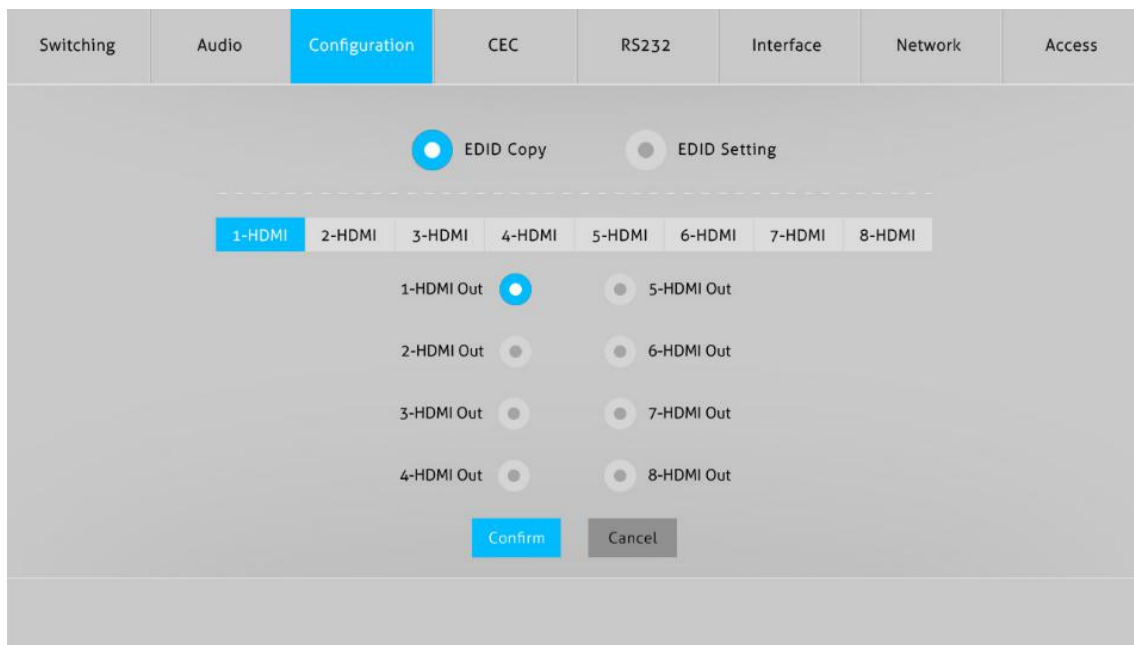 Switching Audio Configuration CEC RS232 Interface Network Access
EDID Copy EDID Setting
1-HDMI 2-HDMI 3-HDMI 4-HDMI 5-HDMI 6-HDMI 7-HDMI 8-HDMI
1-HDMI Out 5-HDMI Out
2-HDMI Out 6-HDMI Out
3-HDMI Out 7-HDMI Out
4-HDMI Out 8-HDMI Out
Confirm Cancel